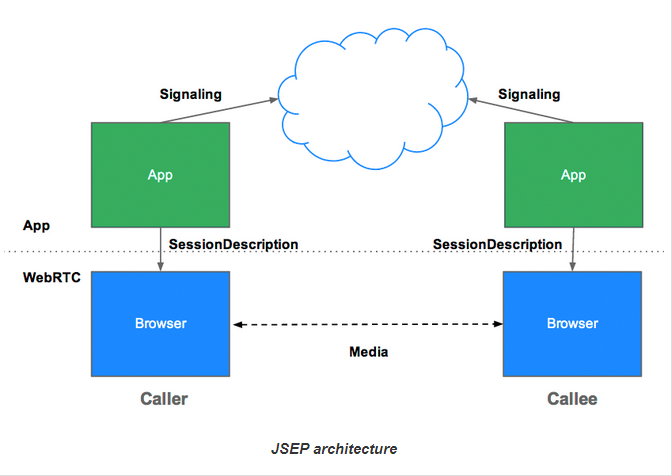 Signaling
Signaling
App
App
App
SessionDescription
SessionDescription
WebRTC
Browser
Browser
Media
Caller
Callee
JSEP architecture